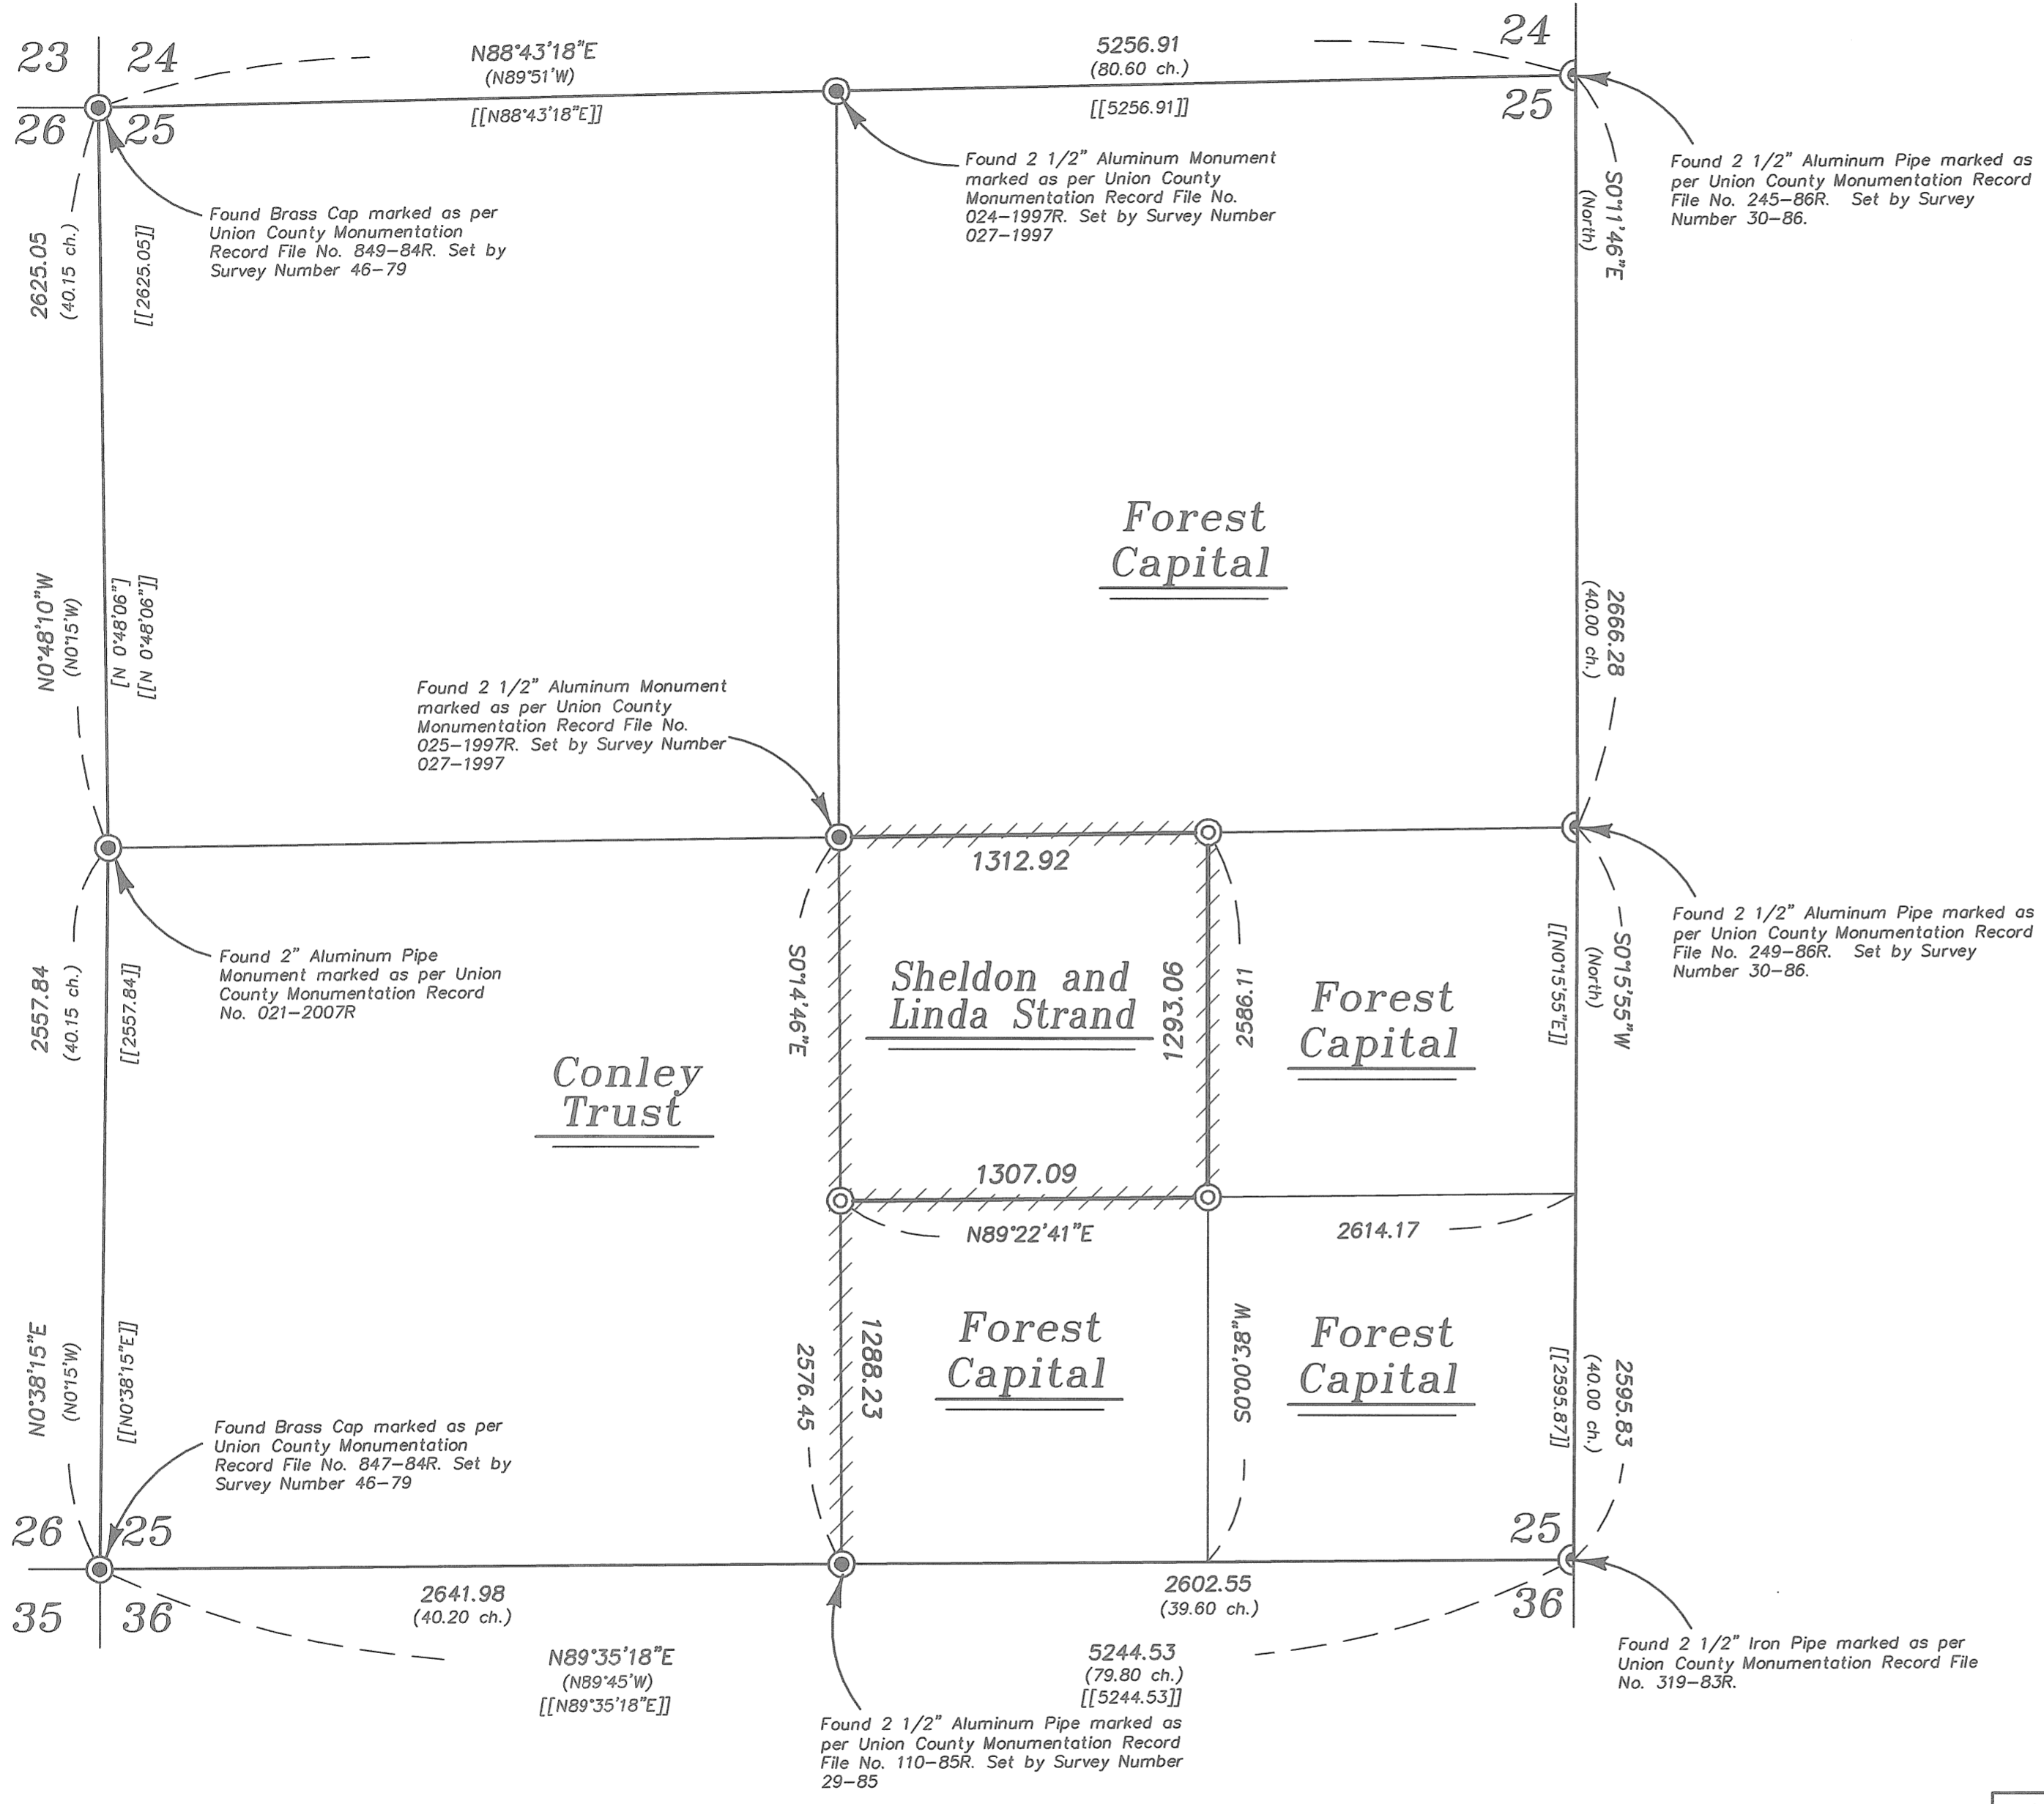 23
24
N88°43'18"E
(N89°51'W)
[[N88°43'18"E]]
5256.91
(80.60 ch.)
[[5256.91]]
24
26
25
25
Found Brass Cap marked as per
Union County Monumentation
Record File No. 849-84R. Set by
Survey Number 46-79
Found 2 1/2" Aluminum Monument
marked as per Union County
Monumentation Record File No.
024-1997R. Set by Survey Number
027-1997
Found 2 1/2" Aluminum Pipe marked as
per Union County Monumentation Record
File No. 245-86R. Set by Survey
Number 30-86.
2625.05
(40.15 ch.)
[[2625.05]]
S0°11'46"E
(North)
Forest
Capital
N0°48'10"W
(N0°15'W)
[N 0°48'06"]
[[N 0°48'06"]]
2666.28
(40.00 ch.)
Found 2 1/2" Aluminum Monument
marked as per Union County
Monumentation Record File No.
025-1997R. Set by Survey Number
027-1997
1312.92
Found 2" Aluminum Pipe
Monument marked as per Union
County Monumentation Record
No. 021-2007R
Found 2 1/2" Aluminum Pipe marked as
per Union County Monumentation Record
File No. 249-86R. Set by Survey
Number 30-86.
2557.84
(40.15 ch.)
[[2557.84]]
S0°14'46"E
Sheldon and
Linda Strand
1293.06
2586.11
Forest
Capital
[[N0°15'55"E]]
(North)
S0°15'55"W
Conley
Trust
1307.09
N89°22'41"E
2614.17
N0°38'15"E
(N0°15'W)
[[N0°38'15"E]]
2576.45
1288.23
Forest
Capital
S0°00'38"W
Forest
Capital
[[2595.87]]
(40.00 ch.)
2595.83
Found Brass Cap marked as per
Union County Monumentation
Record File No. 847-84R. Set by
Survey Number 46-79
26
25
25
35
36
36
2641.98
(40.20 ch.)
2602.55
(39.60 ch.)
N89°35'18"E
(N89°45'W)
[[N89°35'18"E]]
5244.53
(79.80 ch.)
[[5244.53]]
Found 2 1/2" Iron Pipe marked as per
Union County Monumentation Record File
No. 319-83R.
Found 2 1/2" Aluminum Pipe marked as
per Union County Monumentation Record
File No. 110-85R. Set by Survey Number
29-85